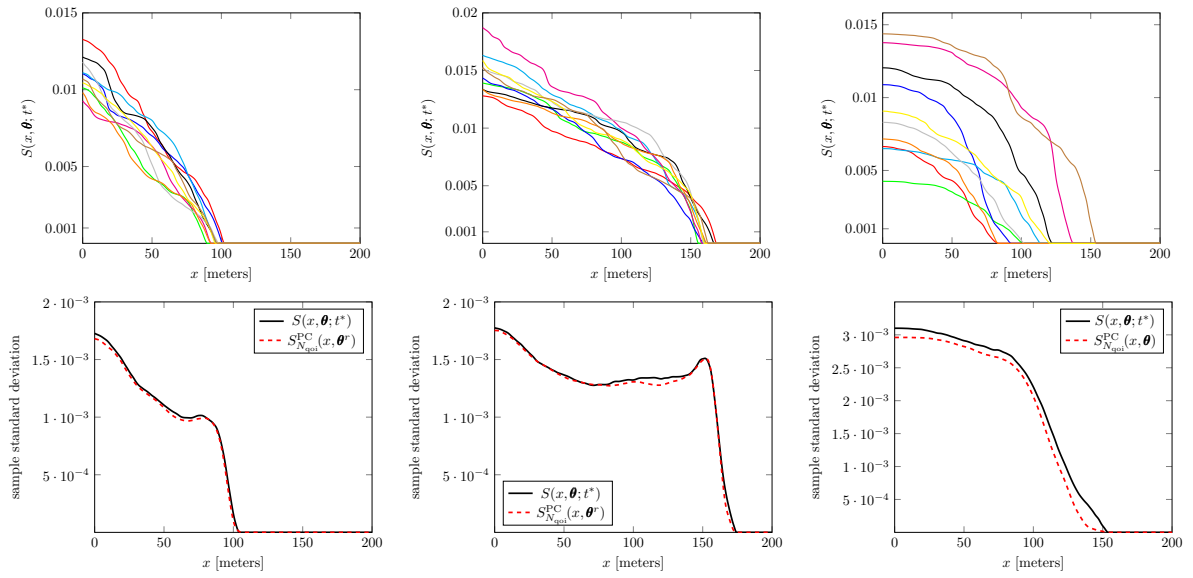 0.015
0.01
0.005
0.001
0 50 100 150 200
x [meters]
S(x, θ; t*)
0.02
0.015
0.01
0.005
0.001
0 50 100 150 200
x [meters]
S(x, θ; t*)
0.015
0.01
0.005
0.001
0 50 100 150 200
x [meters]
S(x, θ; t*)
2 · 10⁻³
1.5 · 10⁻³
1 · 10⁻³
5 · 10⁻⁴
0 50 100 150 200
x [meters]
sample standard deviation
S(x, θ; t*)
S^PC_N_qoi(x, θ^r)
2 · 10⁻³
1.5 · 10⁻³
1 · 10⁻³
5 · 10⁻⁴
0 50 100 150 200
x [meters]
sample standard deviation
S(x, θ; t*)
S^PC_N_qoi(x, θ^r)
3 · 10⁻³
2.5 · 10⁻³
2 · 10⁻³
1.5 · 10⁻³
1 · 10⁻³
5 · 10⁻⁴
0 50 100 150 200
x [meters]
sample standard deviation
S(x, θ; t*)
S^PC_N_qoi(x, θ)